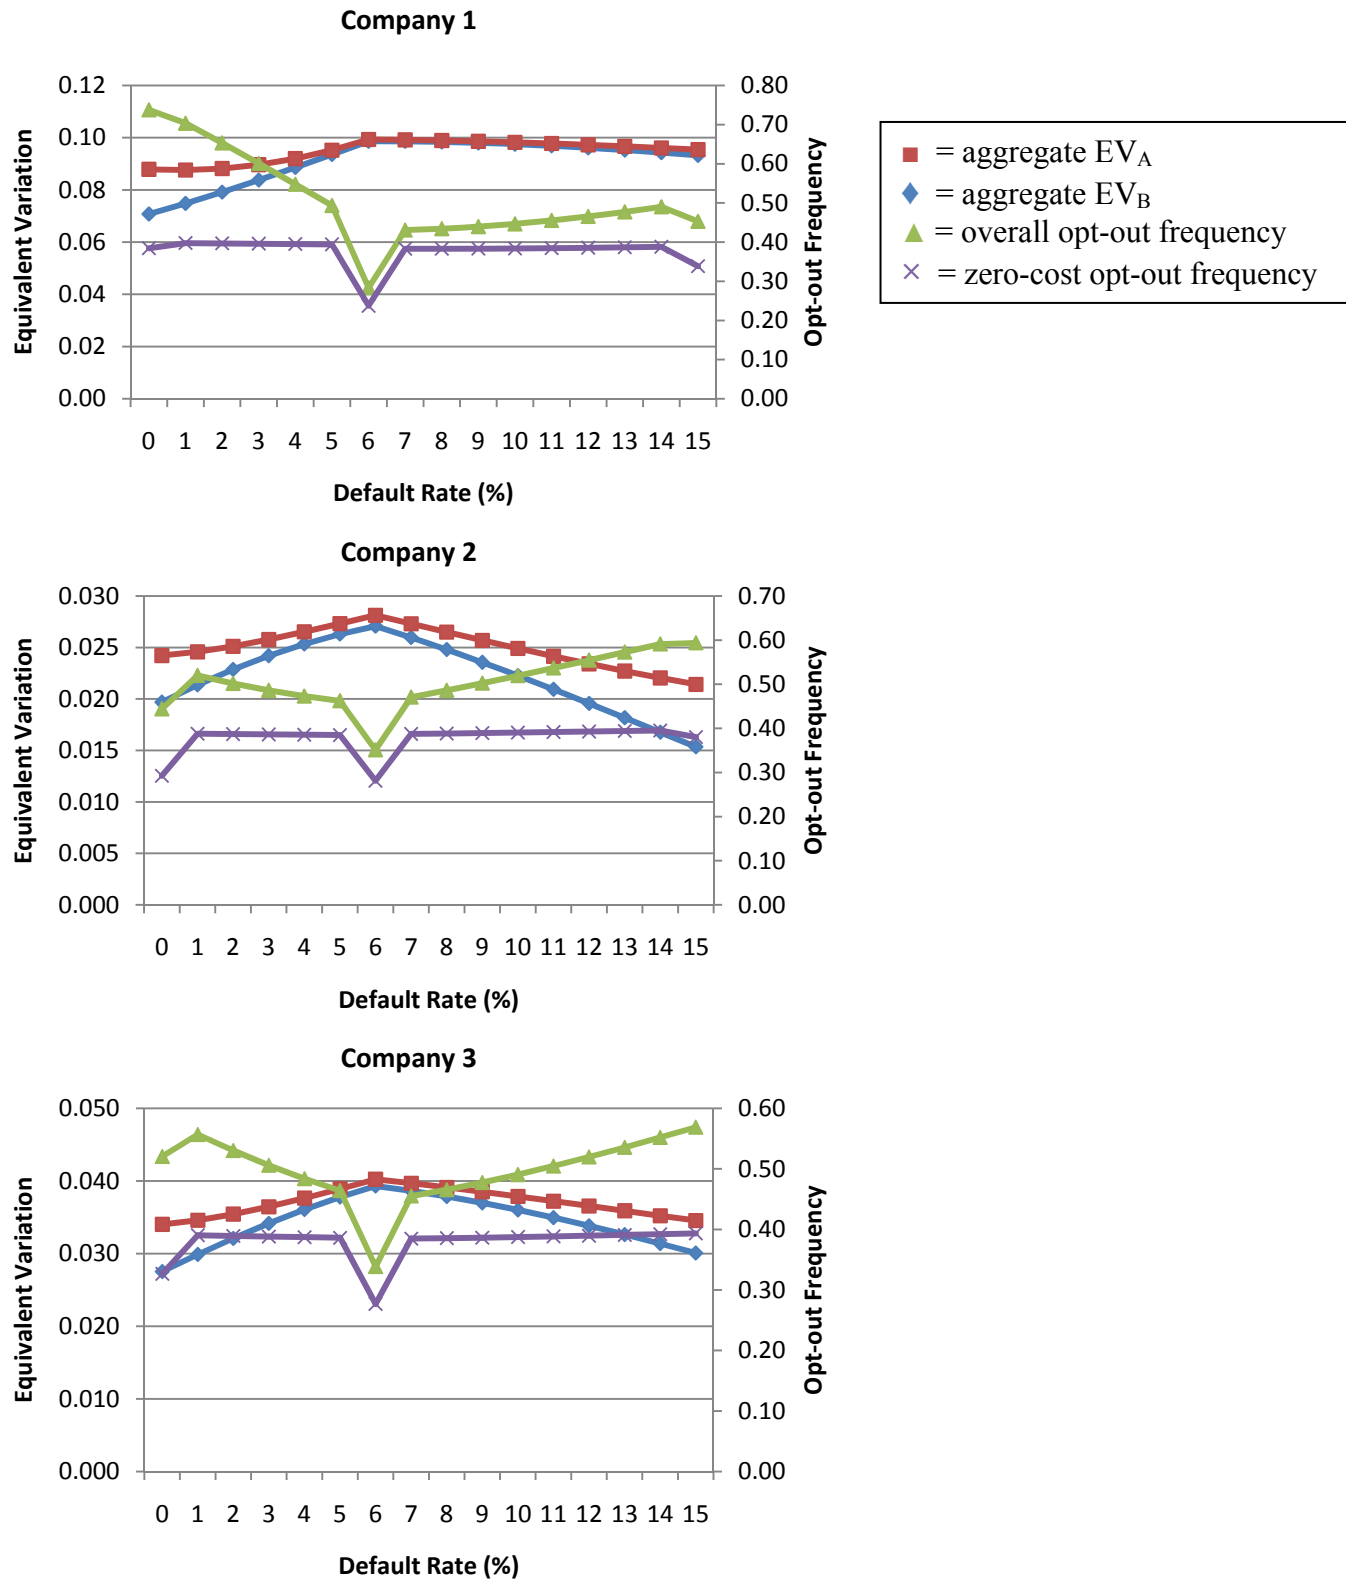 Company 1
0.12
0.10
0.08
0.06
0.04
0.02
0.00
Equivalent Variation
0.80
0.70
0.60
0.50
0.40
0.30
0.20
0.10
0.00
Opt-out Frequency
0 1 2 3 4 5 6 7 8 9 10 11 12 13 14 15
Default Rate (%)
= aggregate EVA
= aggregate EVB
= overall opt-out frequency
= zero-cost opt-out frequency
Company 2
0.030
0.025
0.020
0.015
0.010
0.005
0.000
Equivalent Variation
0.70
0.60
0.50
0.40
0.30
0.20
0.10
0.00
Opt-out Frequency
0 1 2 3 4 5 6 7 8 9 10 11 12 13 14 15
Default Rate (%)
Company 3
0.050
0.040
0.030
0.020
0.010
0.000
Equivalent Variation
0.60
0.50
0.40
0.30
0.20
0.10
0.00
Opt-out Frequency
0 1 2 3 4 5 6 7 8 9 10 11 12 13 14 15
Default Rate (%)